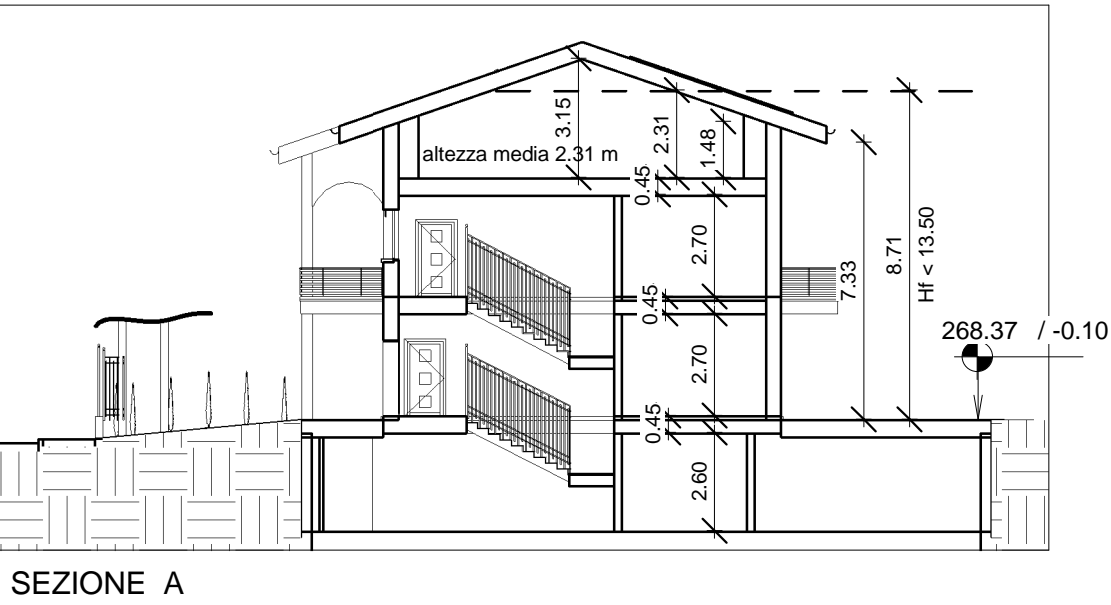 3.15
2.31
1.48
altezza media 2.31 m
0.45
2.70
7.33
8.71
Hf < 13.50
0.45
268.37 / -0.10
2.70
0.45
2.60
SEZIONE A